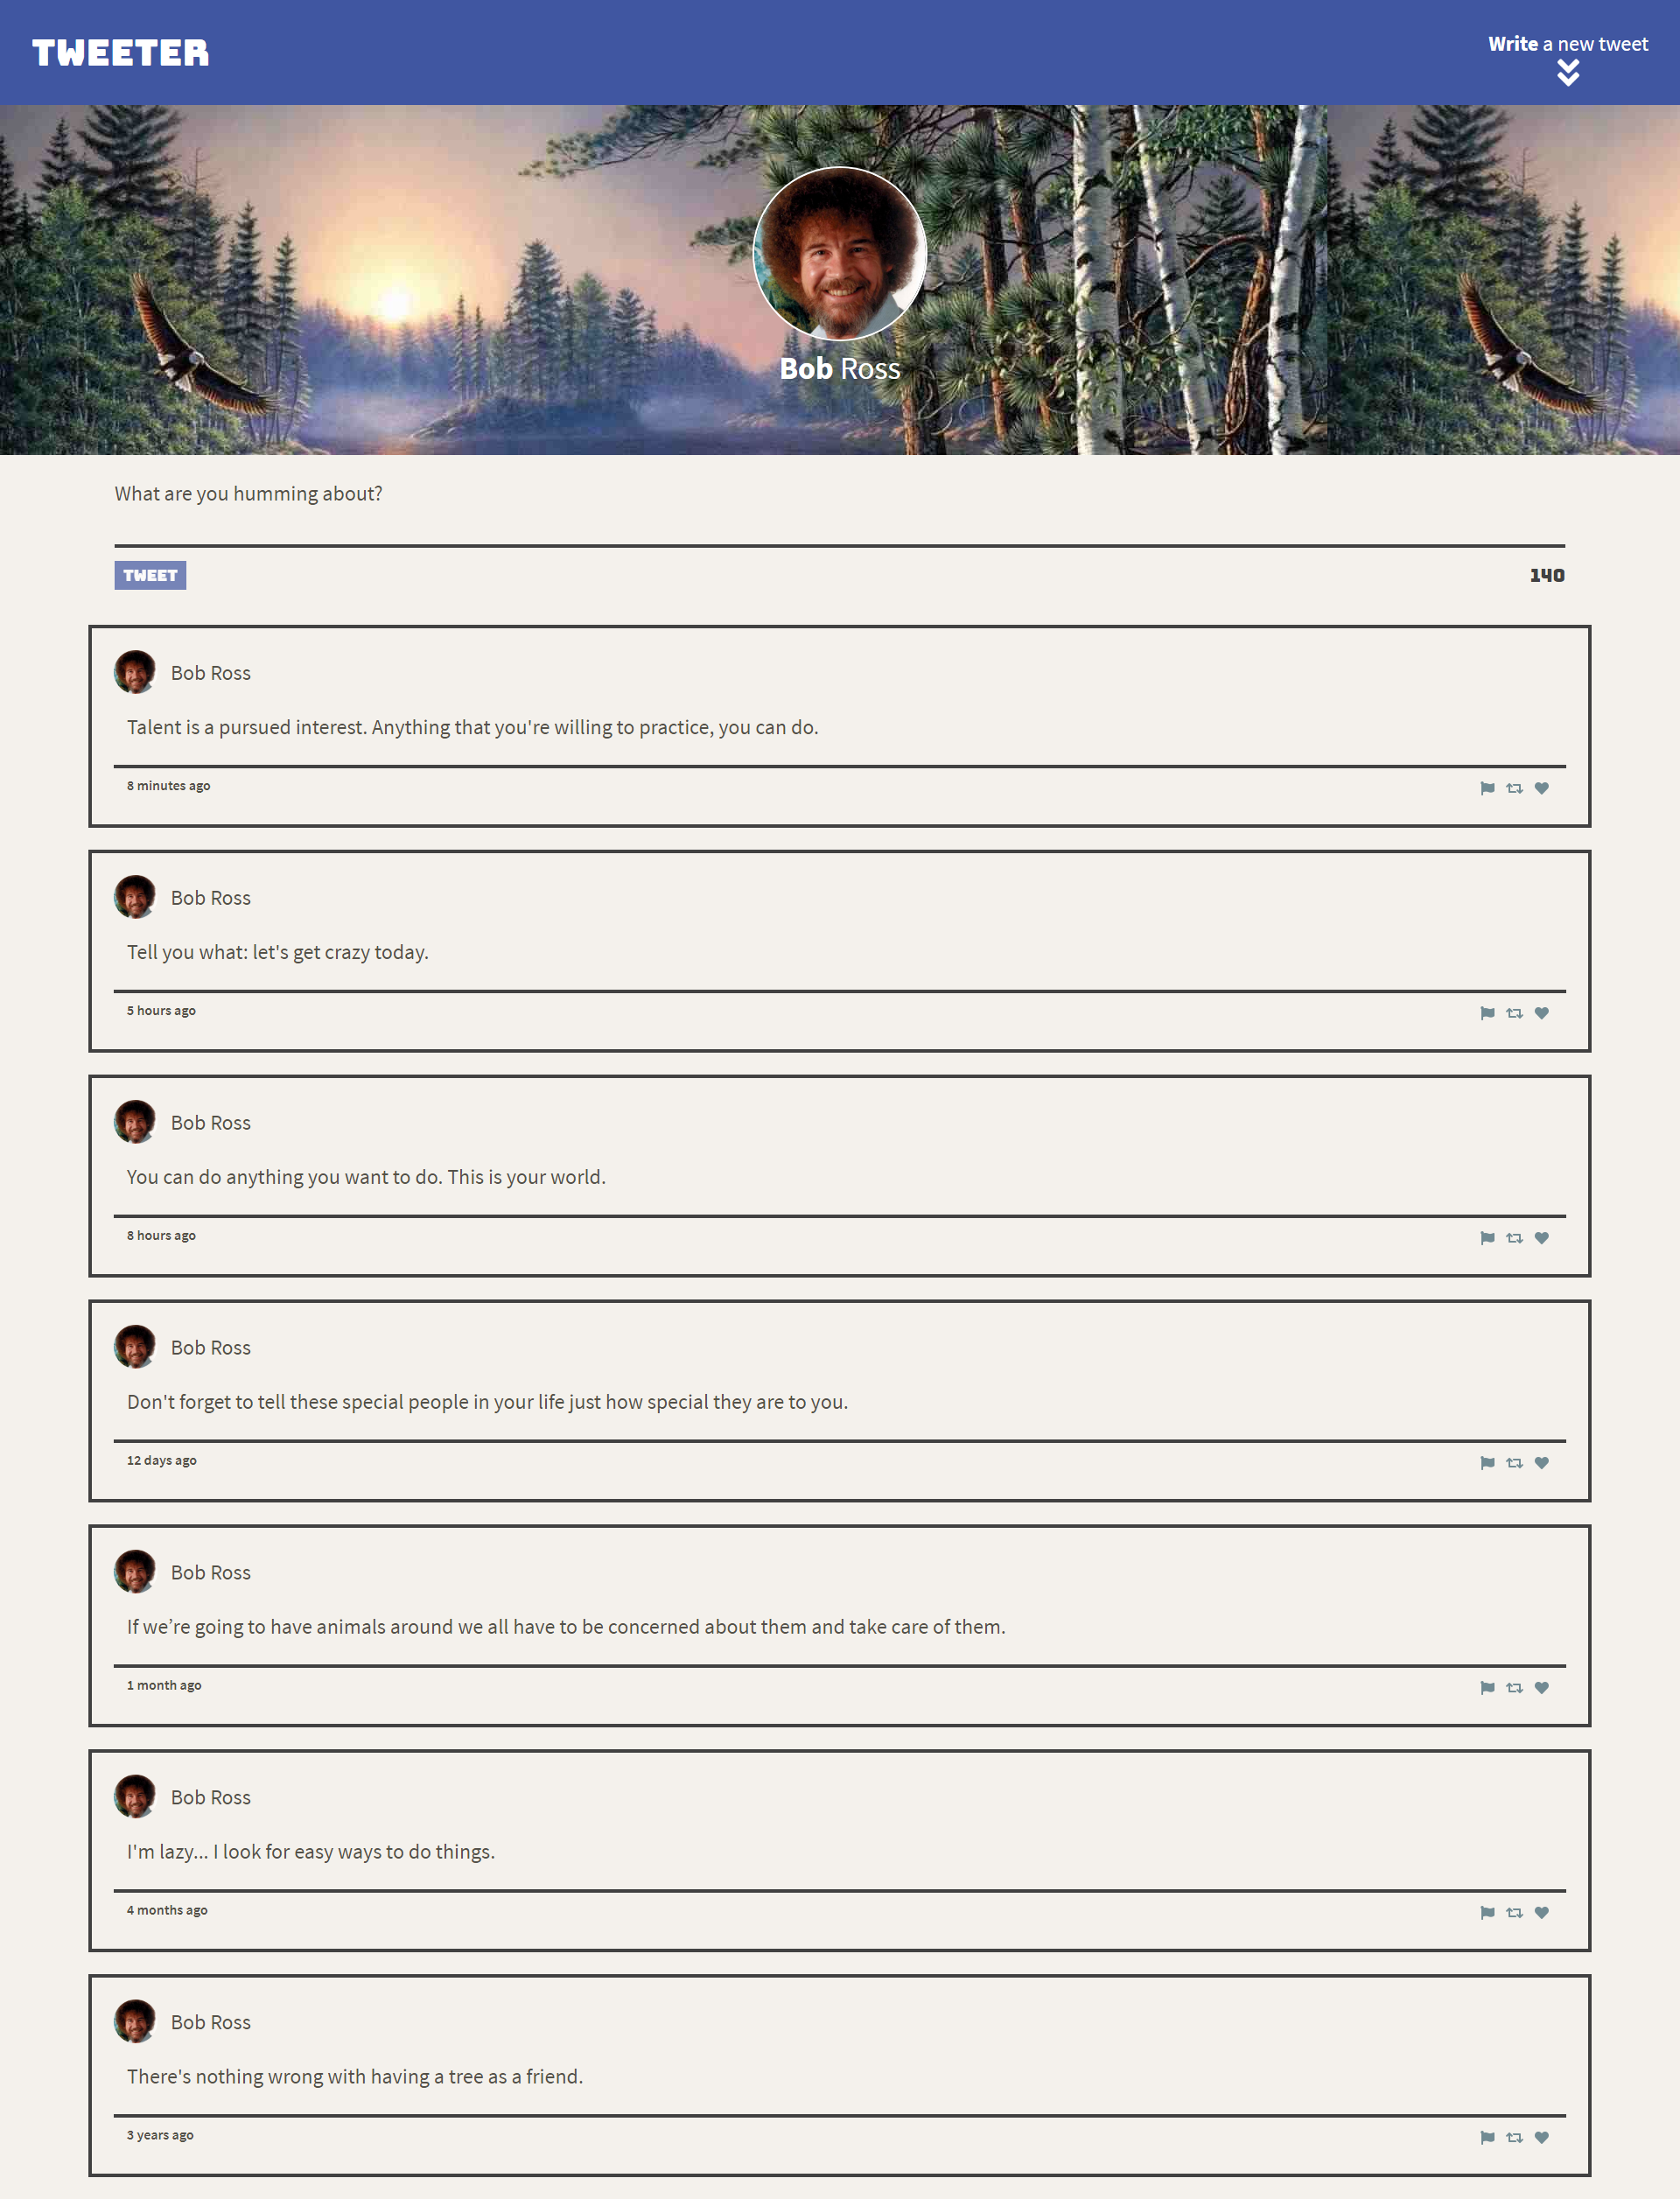 TWEETER
Write a new tweet
Bob Ross
What are you humming about?
TWEET
140
Bob Ross
Talent is a pursued interest. Anything that you're willing to practice, you can do.
8 minutes ago
Bob Ross
Tell you what: let's get crazy today.
5 hours ago
Bob Ross
You can do anything you want to do. This is your world.
8 hours ago
Bob Ross
Don't forget to tell these special people in your life just how special they are to you.
12 days ago
Bob Ross
If we’re going to have animals around we all have to be concerned about them and take care of them.
1 month ago
Bob Ross
I'm lazy... I look for easy ways to do things.
4 months ago
Bob Ross
There's nothing wrong with having a tree as a friend.
3 years ago